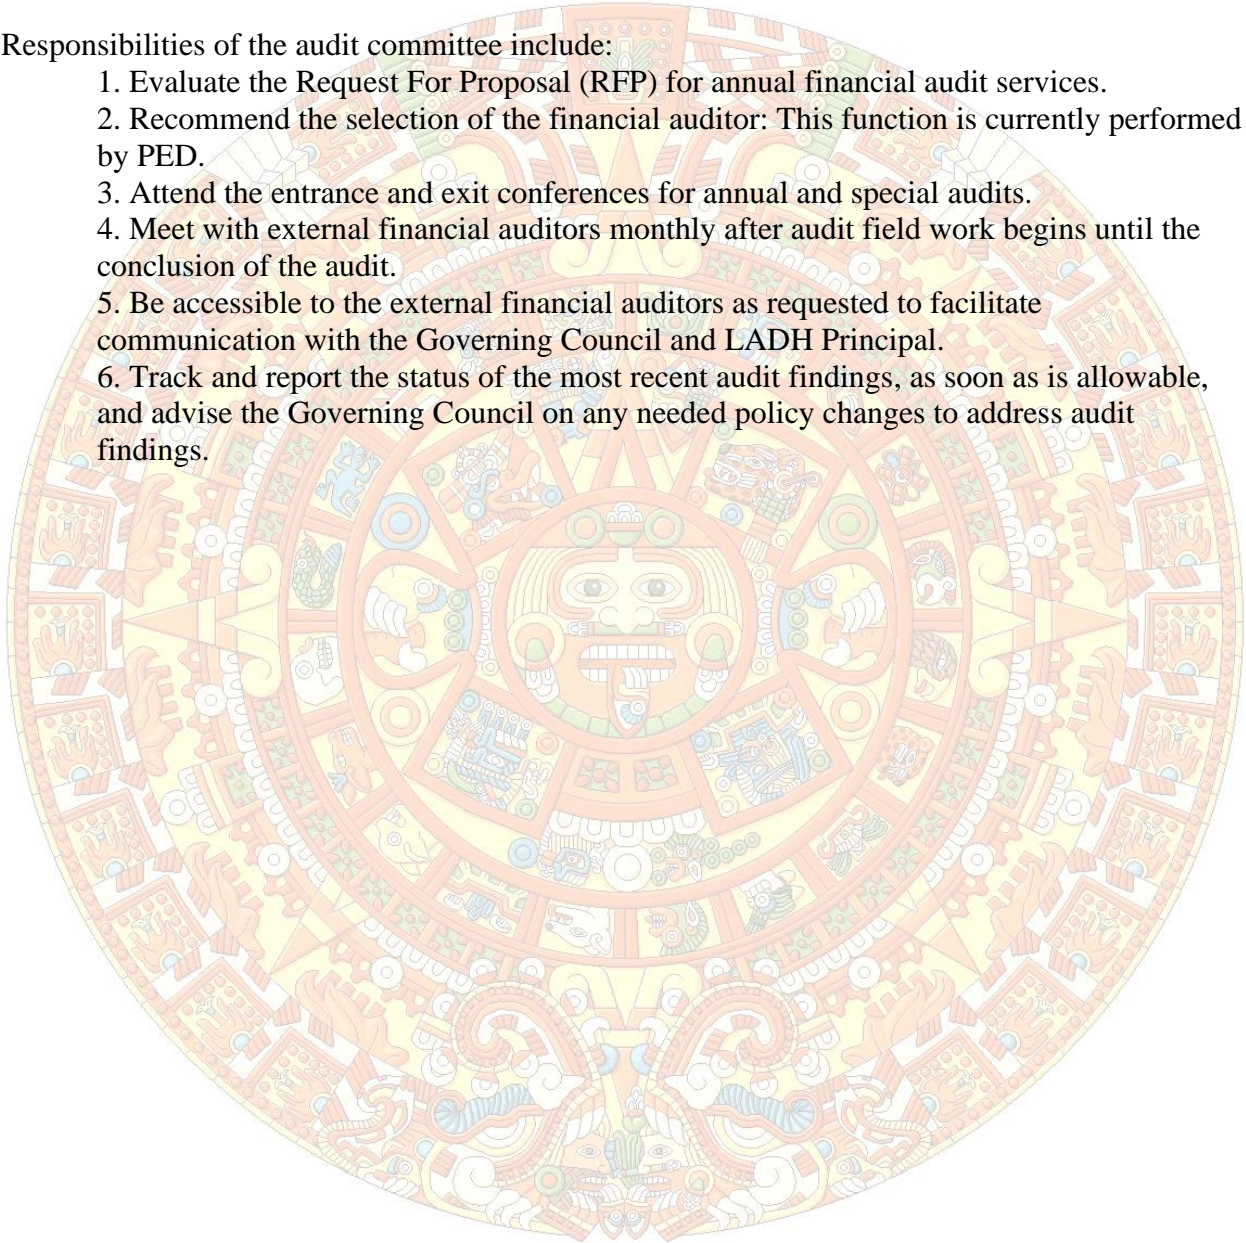 Responsibilities of the audit committee include:
1. Evaluate the Request For Proposal (RFP) for annual financial audit services.
2. Recommend the selection of the financial auditor: This function is currently performed
by PED.
3. Attend the entrance and exit conferences for annual and special audits.
4. Meet with external financial auditors monthly after audit field work begins until the
conclusion of the audit.
5. Be accessible to the external financial auditors as requested to facilitate
communication with the Governing Council and LADH Principal.
6. Track and report the status of the most recent audit findings, as soon as is allowable,
and advise the Governing Council on any needed policy changes to address audit
findings.